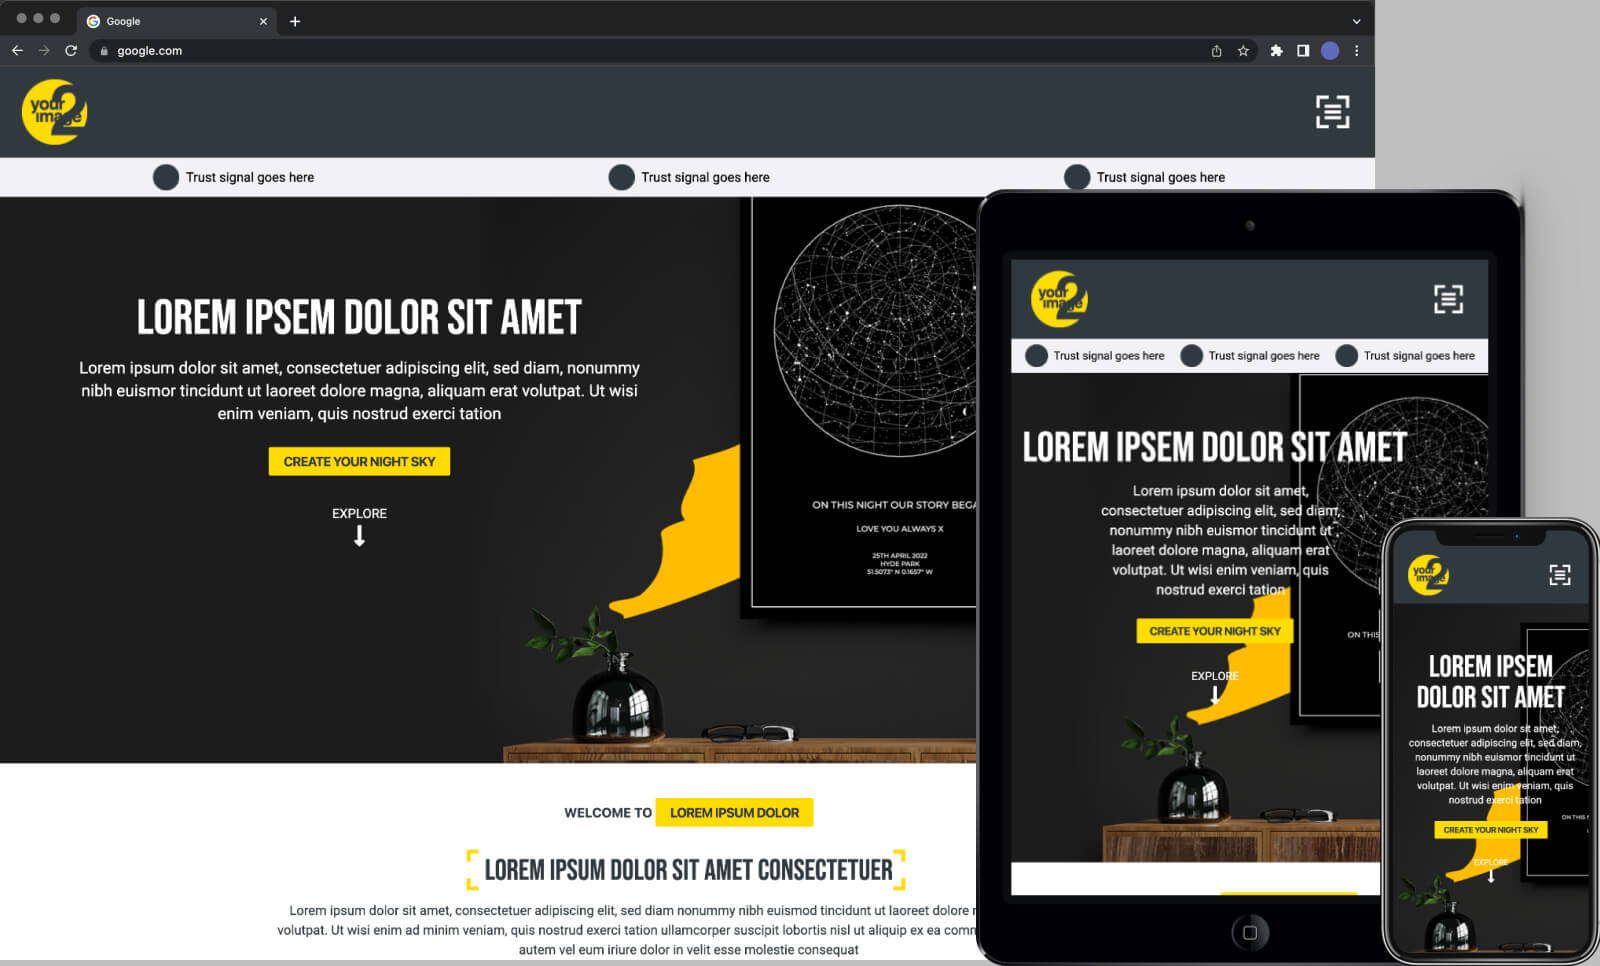 Google
google.com
your
image
2
Trust signal goes here
Trust signal goes here
Trust signal goes here
LOREM IPSEM DOLOR SIT AMET
Lorem ipsum dolor sit amet, consectetuer adipiscing elit, sed diam, nonummy
nibh euismor tincidunt ut laoreet dolore magna, aliquam erat volutpat. Ut wisi
enim veniam, quis nostrud exerci tation
CREATE YOUR NIGHT SKY
EXPLORE
ON THIS NIGHT OUR STORY BEGA
LOVE YOU ALWAYS X
25TH APRIL 2022
HYDE PARK
51.5073° N 0.1657° W
WELCOME TO LOREM IPSUM DOLOR
LOREM IPSUM DOLOR SIT AMET CONSECTETUER
Lorem ipsum dolor sit amet, consectetuer adipiscing elit, sed diam nonummy nibh euismod tincidunt ut laoreet dolore
volutpat. Ut wisi enim ad minim veniam, quis nostrud exerci tation ullamcorper suscipit lobortis nisl ut aliquip ex ea com
autem vel eum iriure dolor in velit esse molestie consequat
your
image
2
Trust signal goes here
Trust signal goes here
Trust signal goes here
LOREM IPSEM DOLOR SIT AMET
Lorem ipsum dolor sit amet,
consectetuer adipiscing elit, sed diam,
nonummy nibh euismor tincidunt ut
laoreet dolore magna, aliquam erat
volutpat. Ut wisi enim veniam, quis
nostrud exerci tation
CREATE YOUR NIGHT SKY
ON THIS
EXPLORE
your
image
2
LOREM IPSEM
DOLOR SIT AMET
Lorem ipsum dolor sit amet,
consectetuer adipiscing elit, sed diam,
nonummy nibh euismor tincidunt ut
laoreet dolore magna, aliquam erat
volutpat. Ut wisi enim veniam, quis
nostrud exerci tation
ON THIS
CREATE YOUR NIGHT SKY
EXPLORE